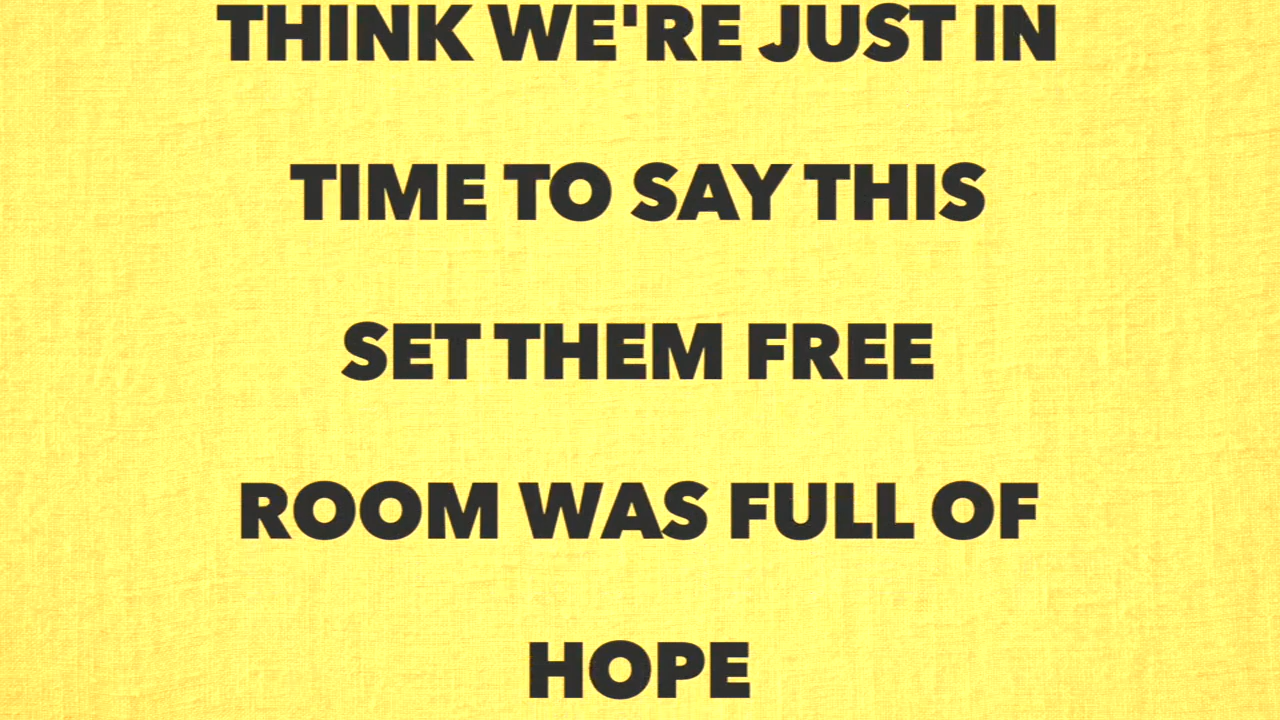 THINK WE'RE JUST IN
TIME TO SAY THIS
SET THEM FREE
ROOM WAS FULL OF
HOPE